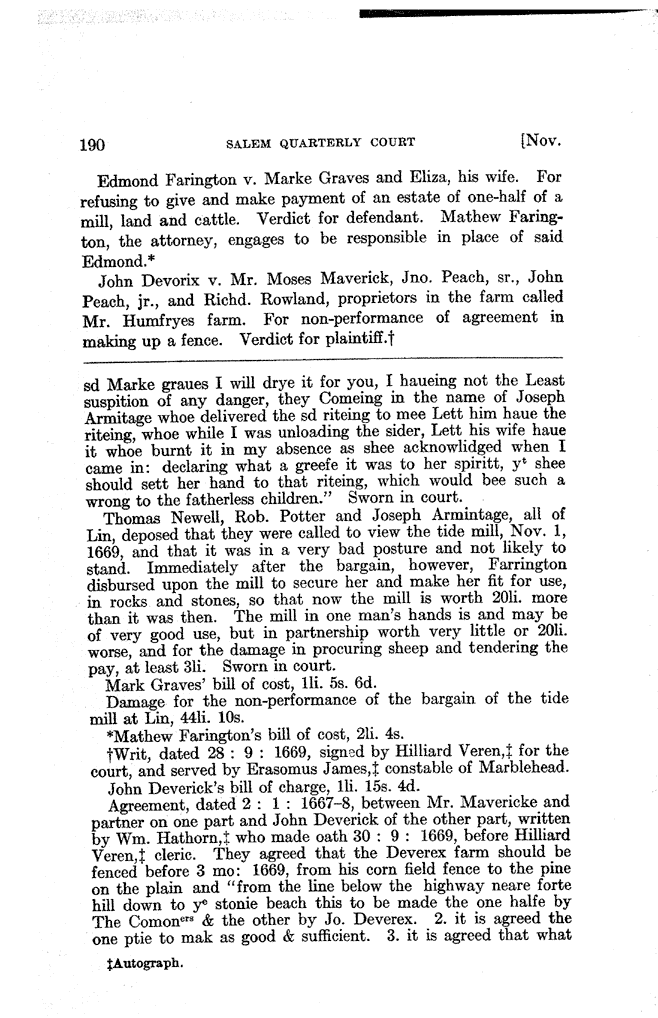 190 SALEM QUARTERLY COURT [Nov.
Edmond Farington v. Marke Graves and Eliza, his wife. For
refusing to give and make payment of an estate of one-half of a
mill, land and cattle. Verdict for defendant. Mathew Faring-
ton, the attorney, engages to be responsible in place of said
Edmond.*
John Devorix v. Mr. Moses Maverick, Jno. Peach, sr., John
Peach, jr., and Richd. Rowland, proprietors in the farm called
Mr. Humfryes farm. For non-performance of agreement in
making up a fence. Verdict for plaintiff.†
sd Marke graues I will drye it for you, I haueing not the Least
suspition of any danger, they Comeing in the name of Joseph
Armitage whoe delivered the sd riteing to mee Lett him haue the
riteing, whoe while I was unloading the sider, Lett his wife haue
it whoe burnt it in my absence as shee acknowlidged when I
came in: declaring what a greefe it was to her spiritt, yᵗ shee
should sett her hand to that riteing, which would bee such a
wrong to the fatherless children." Sworn in court.
Thomas Newell, Rob. Potter and Joseph Armintage, all of
Lin, deposed that they were called to view the tide mill, Nov. 1,
1669, and that it was in a very bad posture and not likely to
stand. Immediately after the bargain, however, Farrington
disbursed upon the mill to secure her and make her fit for use,
in rocks and stones, so that now the mill is worth 20li. more
than it was then. The mill in one man's hands is and may be
of very good use, but in partnership worth very little or 20li.
worse, and for the damage in procuring sheep and tendering the
pay, at least 3li. Sworn in court.
Mark Graves' bill of cost, 1li. 5s. 6d.
Damage for the non-performance of the bargain of the tide
mill at Lin, 44li. 10s.
*Mathew Farington's bill of cost, 2li. 4s.
†Writ, dated 28 : 9 : 1669, signed by Hilliard Veren,‡ for the
court, and served by Erasomus James,‡ constable of Marblehead.
John Deverick's bill of charge, 1li. 15s. 4d.
Agreement, dated 2 : 1 : 1667-8, between Mr. Mavericke and
partner on one part and John Deverick of the other part, written
by Wm. Hathorn,‡ who made oath 30 : 9 : 1669, before Hilliard
Veren,‡ cleric. They agreed that the Deverex farm should be
fenced before 3 mo: 1669, from his corn field fence to the pine
on the plain and "from the line below the highway neare forte
hill down to yᵉ stonie beach this to be made the one halfe by
The Comonᵉʳˢ & the other by Jo. Deverex. 2. it is agreed the
one ptie to mak as good & sufficient. 3. it is agreed that what
‡Autograph.